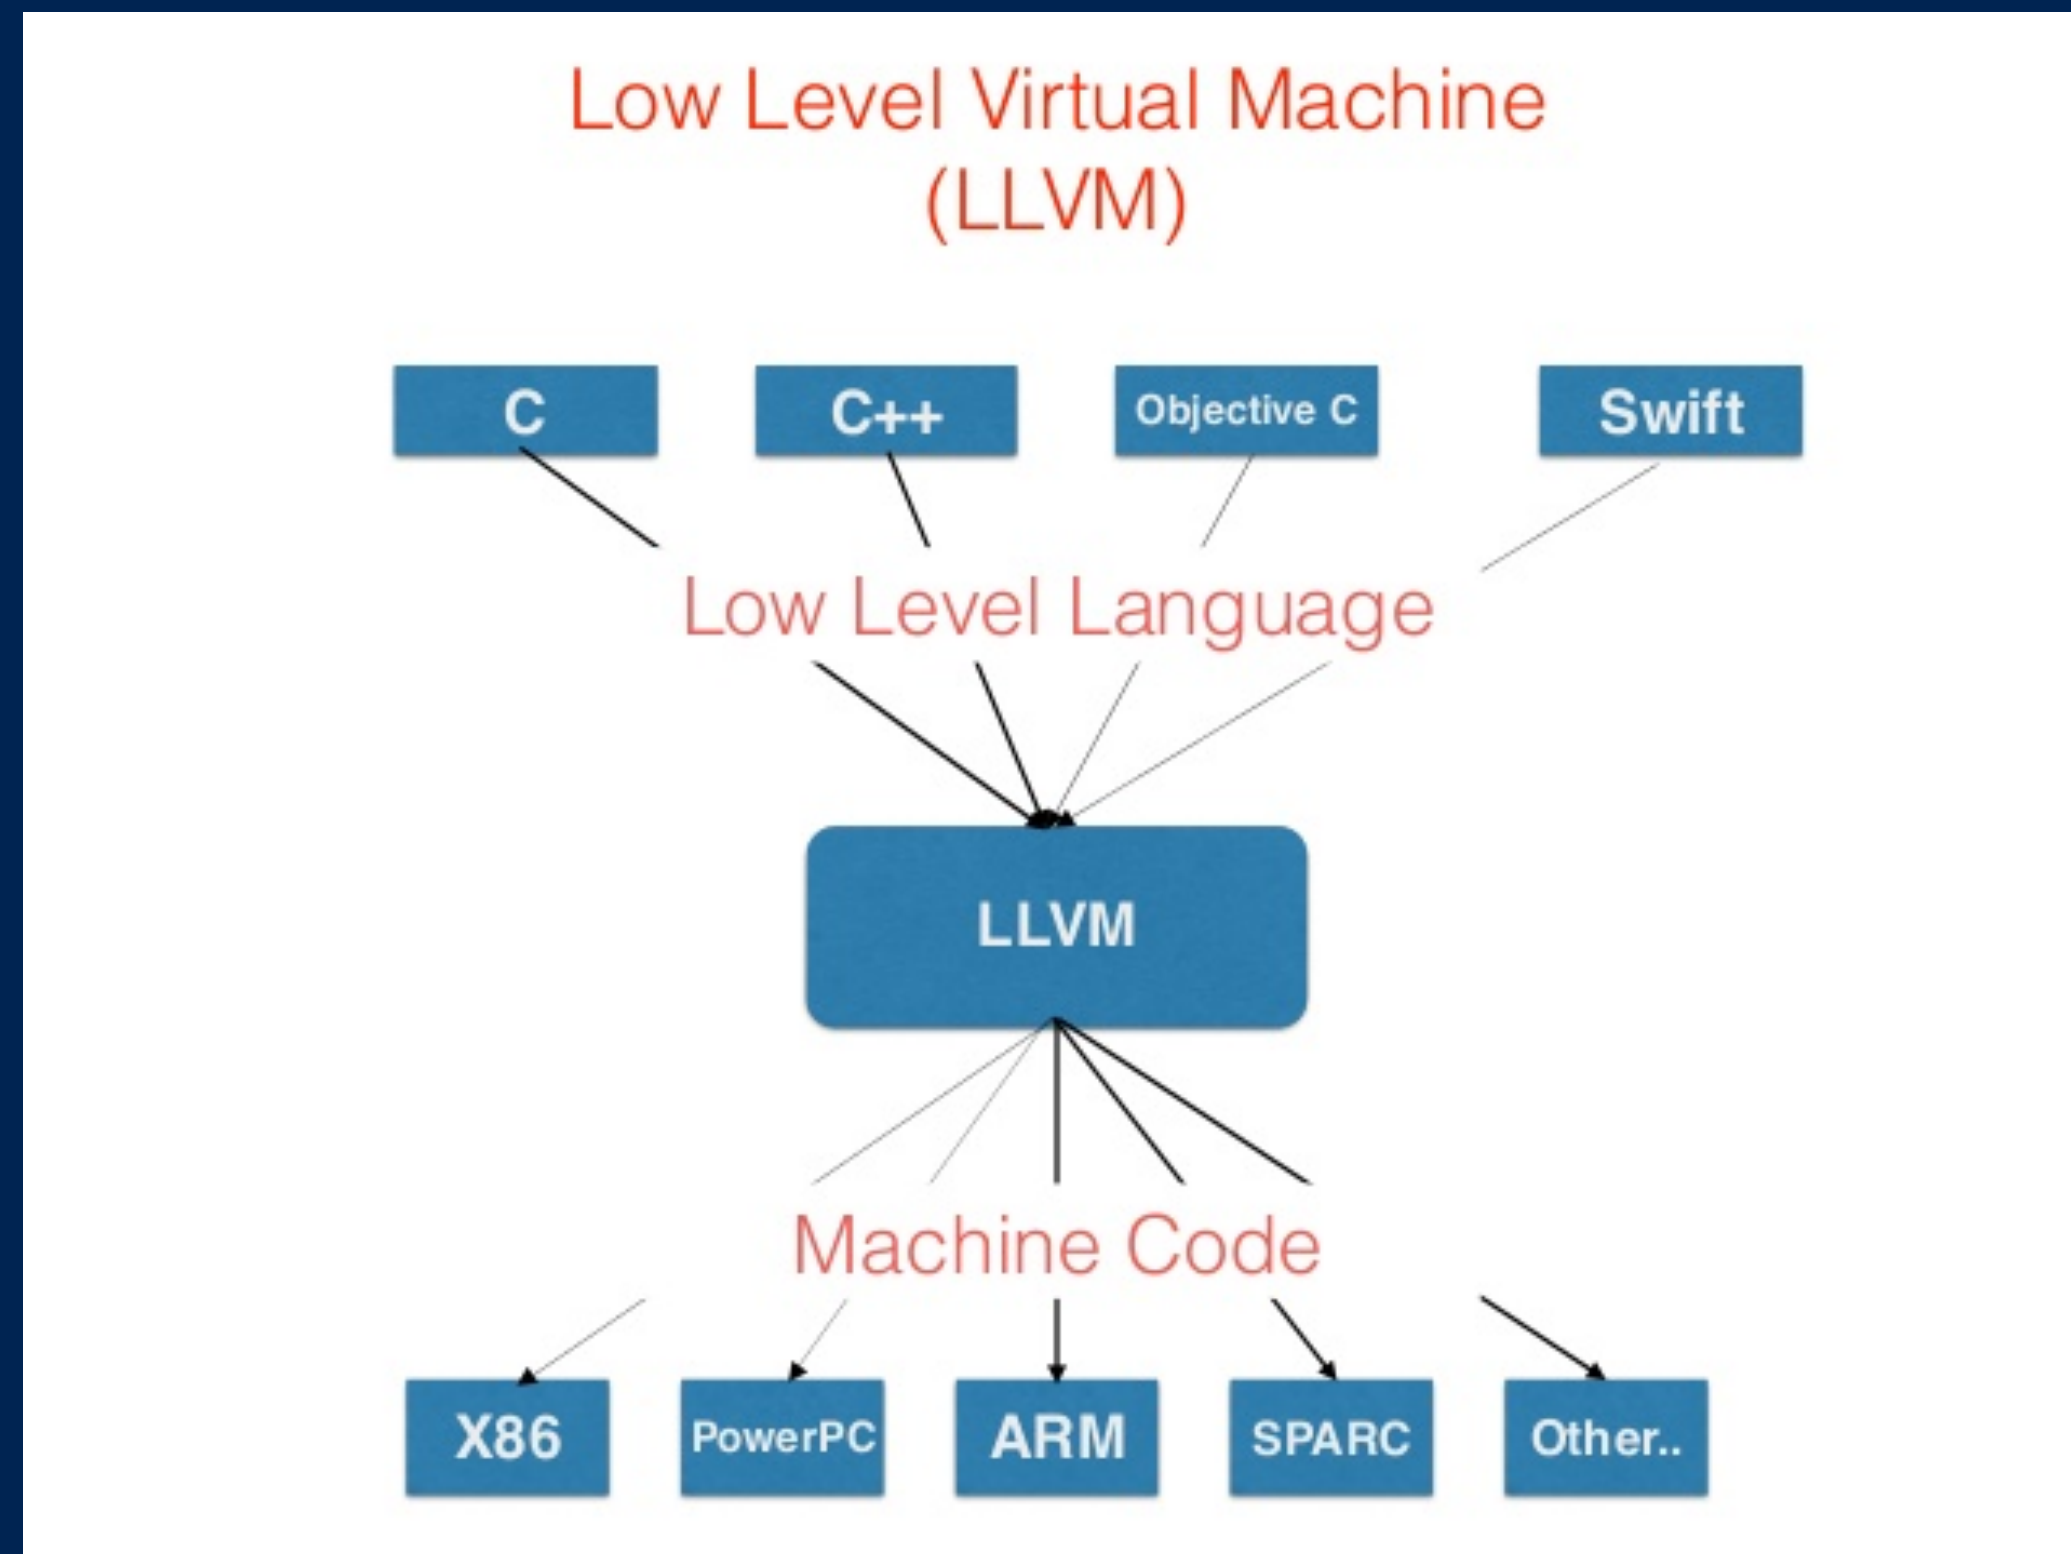 Low Level Virtual Machine
(LLVM)
C
C++
Objective C
Swift
Low Level Language
LLVM
Machine Code
X86
PowerPC
ARM
SPARC
Other..